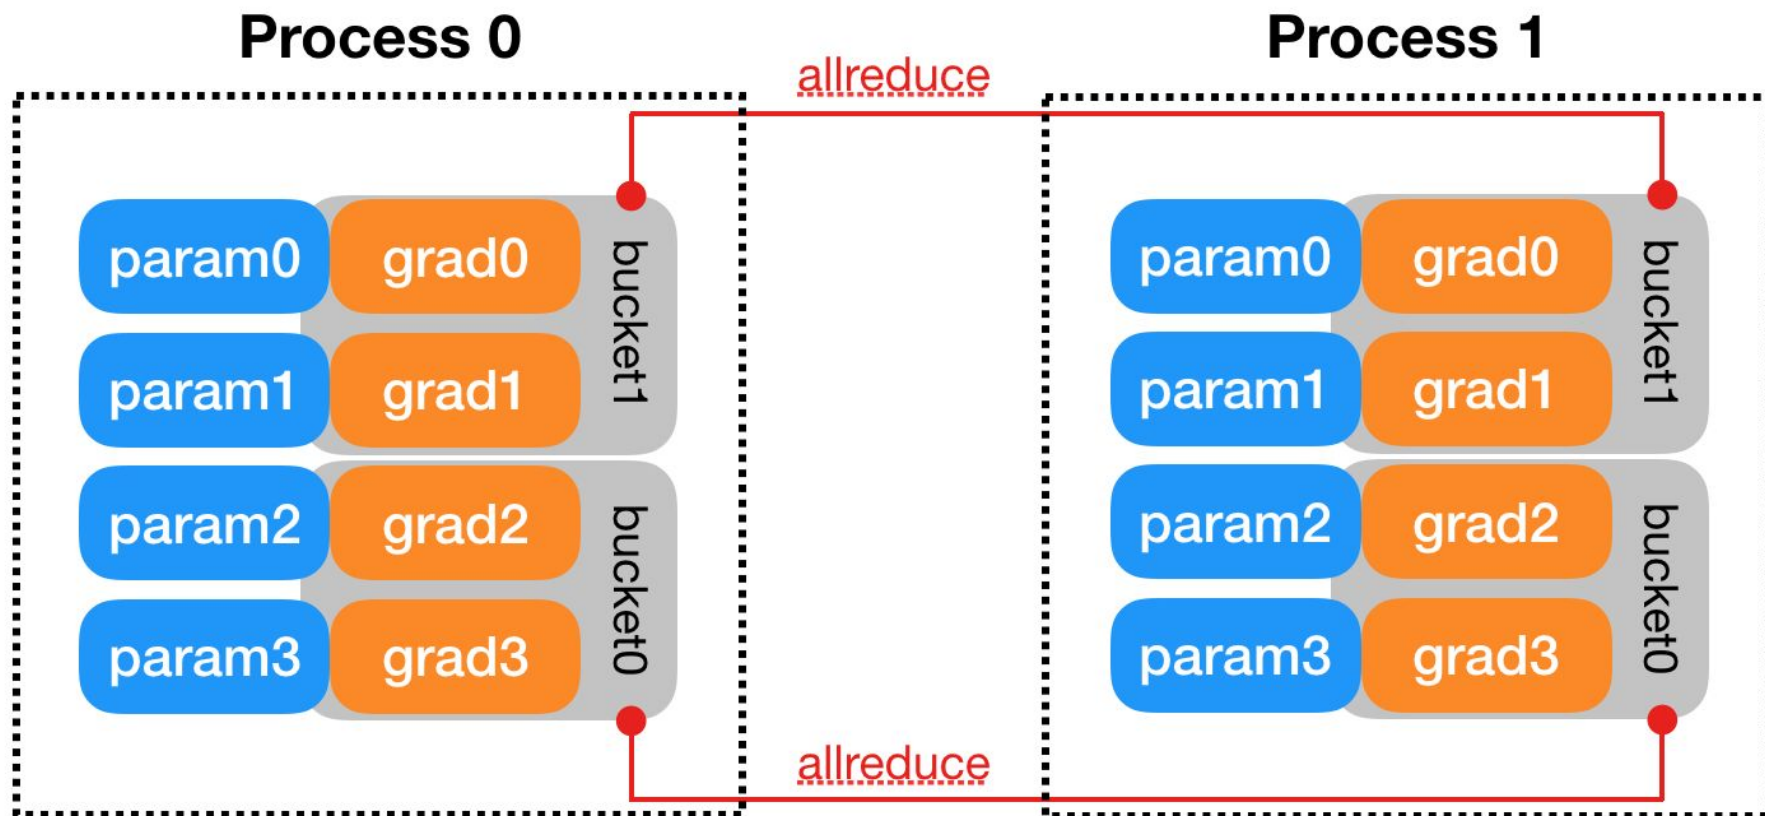 Process 0
Process 1
allreduce
param0 grad0
param1 grad1
bucket1
param2 grad2
param3 grad3
bucket0
param0 grad0
param1 grad1
bucket1
param2 grad2
param3 grad3
bucket0
allreduce